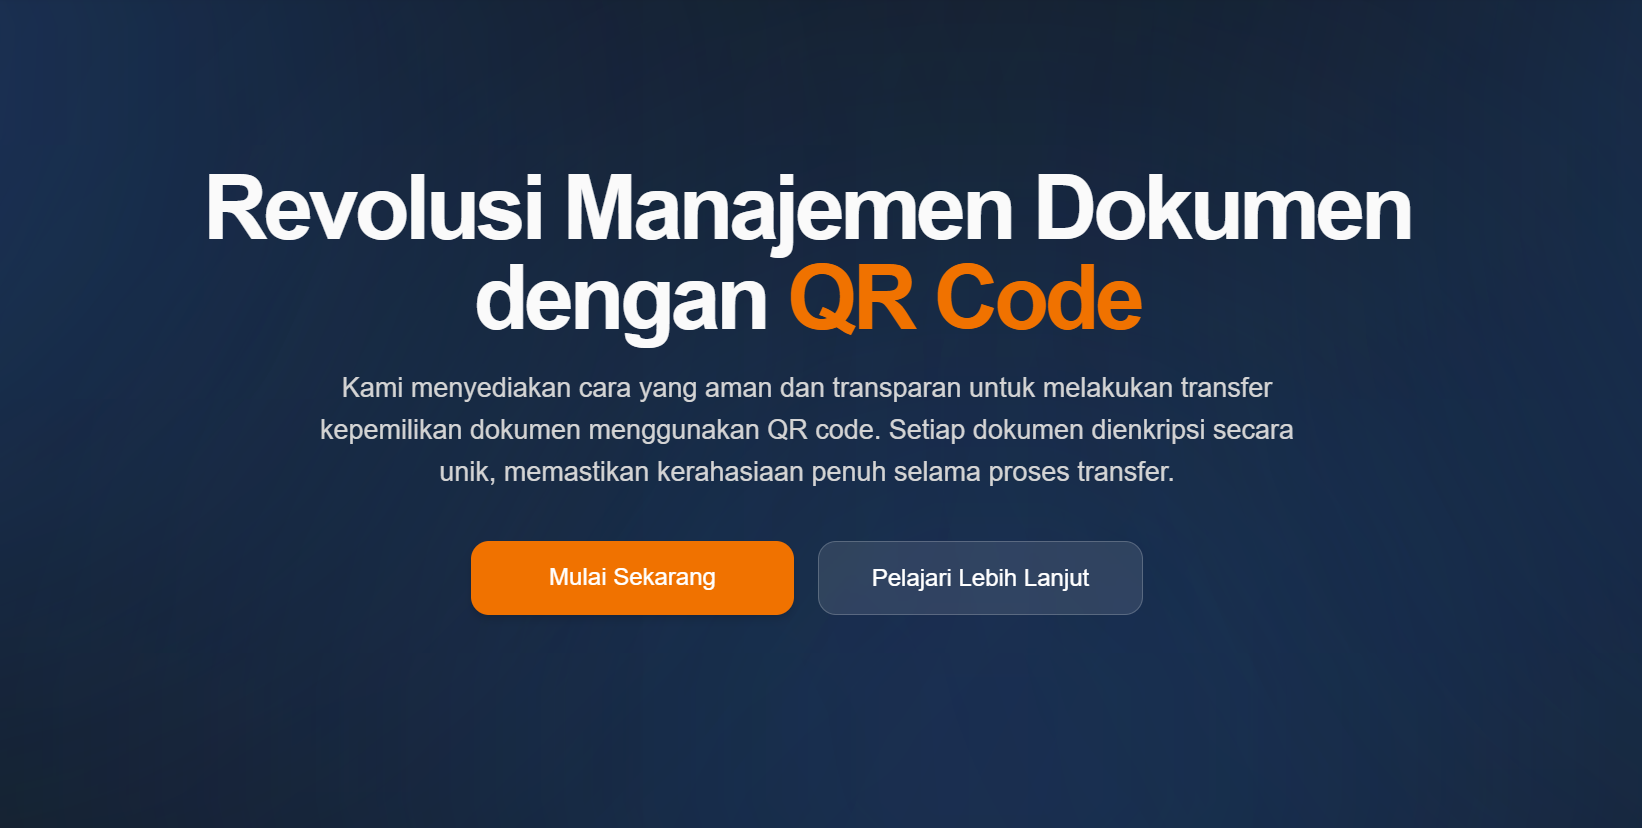 Revolusi Manajemen Dokumen
dengan QR Code
Kami menyediakan cara yang aman dan transparan untuk melakukan transfer
kepemilikan dokumen menggunakan QR code. Setiap dokumen dienkripsi secara
unik, memastikan kerahasiaan penuh selama proses transfer.
Mulai Sekarang
Pelajari Lebih Lanjut